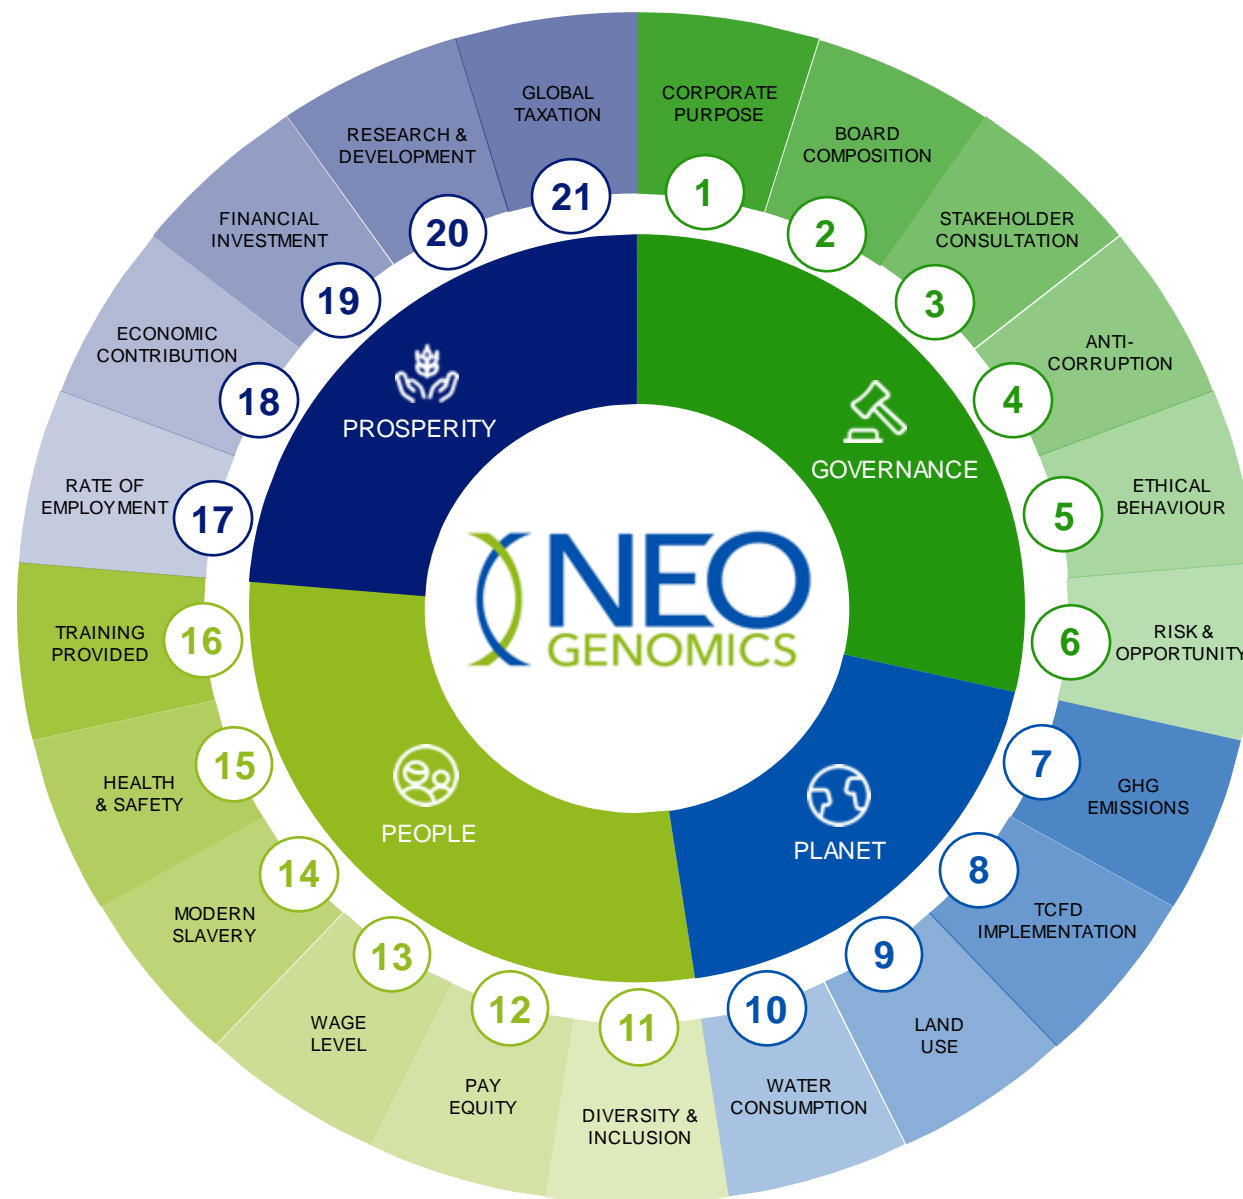 CORPORATE
PURPOSE
1
BOARD
COMPOSITION
2
STAKEHOLDER
CONSULTATION
3
ANTI-
CORRUPTION
4
ETHICAL
BEHAVIOUR
5
RISK &
OPPORTUNITY
6
GHG
EMISSIONS
7
TCFD
IMPLEMENTATION
8
LAND
USE
9
WATER
CONSUMPTION
10
DIVERSITY &
INCLUSION
11
PAY
EQUITY
12
WAGE
LEVEL
13
MODERN
SLAVERY
14
HEALTH
& SAFETY
15
TRAINING
PROVIDED
16
RATE OF
EMPLOYMENT
17
ECONOMIC
CONTRIBUTION
18
FINANCIAL
INVESTMENT
19
RESEARCH &
DEVELOPMENT
20
GLOBAL
TAXATION
21
GOVERNANCE
PLANET
PEOPLE
PROSPERITY
NEO
GENOMICS